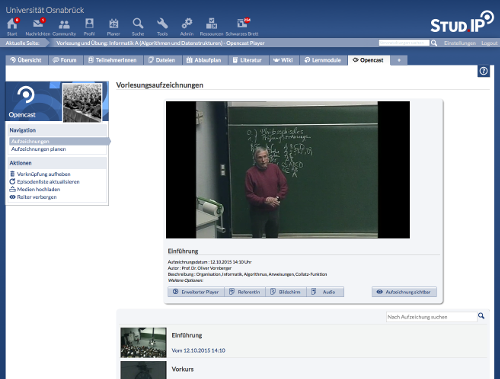 Universität Osnabrück
Start
Nachrichten
Community
Profil
Planer
Suche
Tools
Admin
Ressourcen
Schwarzes Brett
STUD IP
Aktuelle Seite:
Vorlesung und Übung: Informatik A (Algorithmen und Datenstrukturen) - Opencast Player
Einstellungen
Logout
Übersicht
Forum
TeilnehmerInnen
Dateien
Ablaufplan
Literatur
Wiki
Lernmodule
Opencast
+
?
Opencast
Navigation
Aufzeichnungen
Aufzeichnungen planen
Aktionen
Verknüpfung aufheben
Episodenliste aktualisieren
Medien hochladen
Reiter verbergen
Vorlesungsaufzeichnungen
Einführung
Aufzeichnungsdatum : 12.10.2015 14:10 Uhr
Autor : Prof. Dr. Oliver Vornberger
Beschreibung : Organisation / Informatik, Algorithmus, Anweisungen, Collatz-Funktion
Weitere Optionen:
Erweiterter Player
ReferentIn
Bildschirm
Audio
Aufzeichnung sichtbar
Nach Aufzeichnung suchen
Einführung
Vom 12.10.2015 14:10
Vorkurs